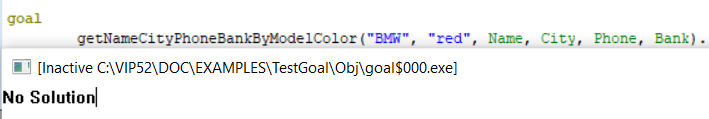 goal
getNameCityPhoneBankByModelColor("BMW", "red", Name, City, Phone, Bank).
[Inactive C:\VIP52\DOC\EXAMPLES\TestGoal\Obj\goal$000.exe]
No Solution